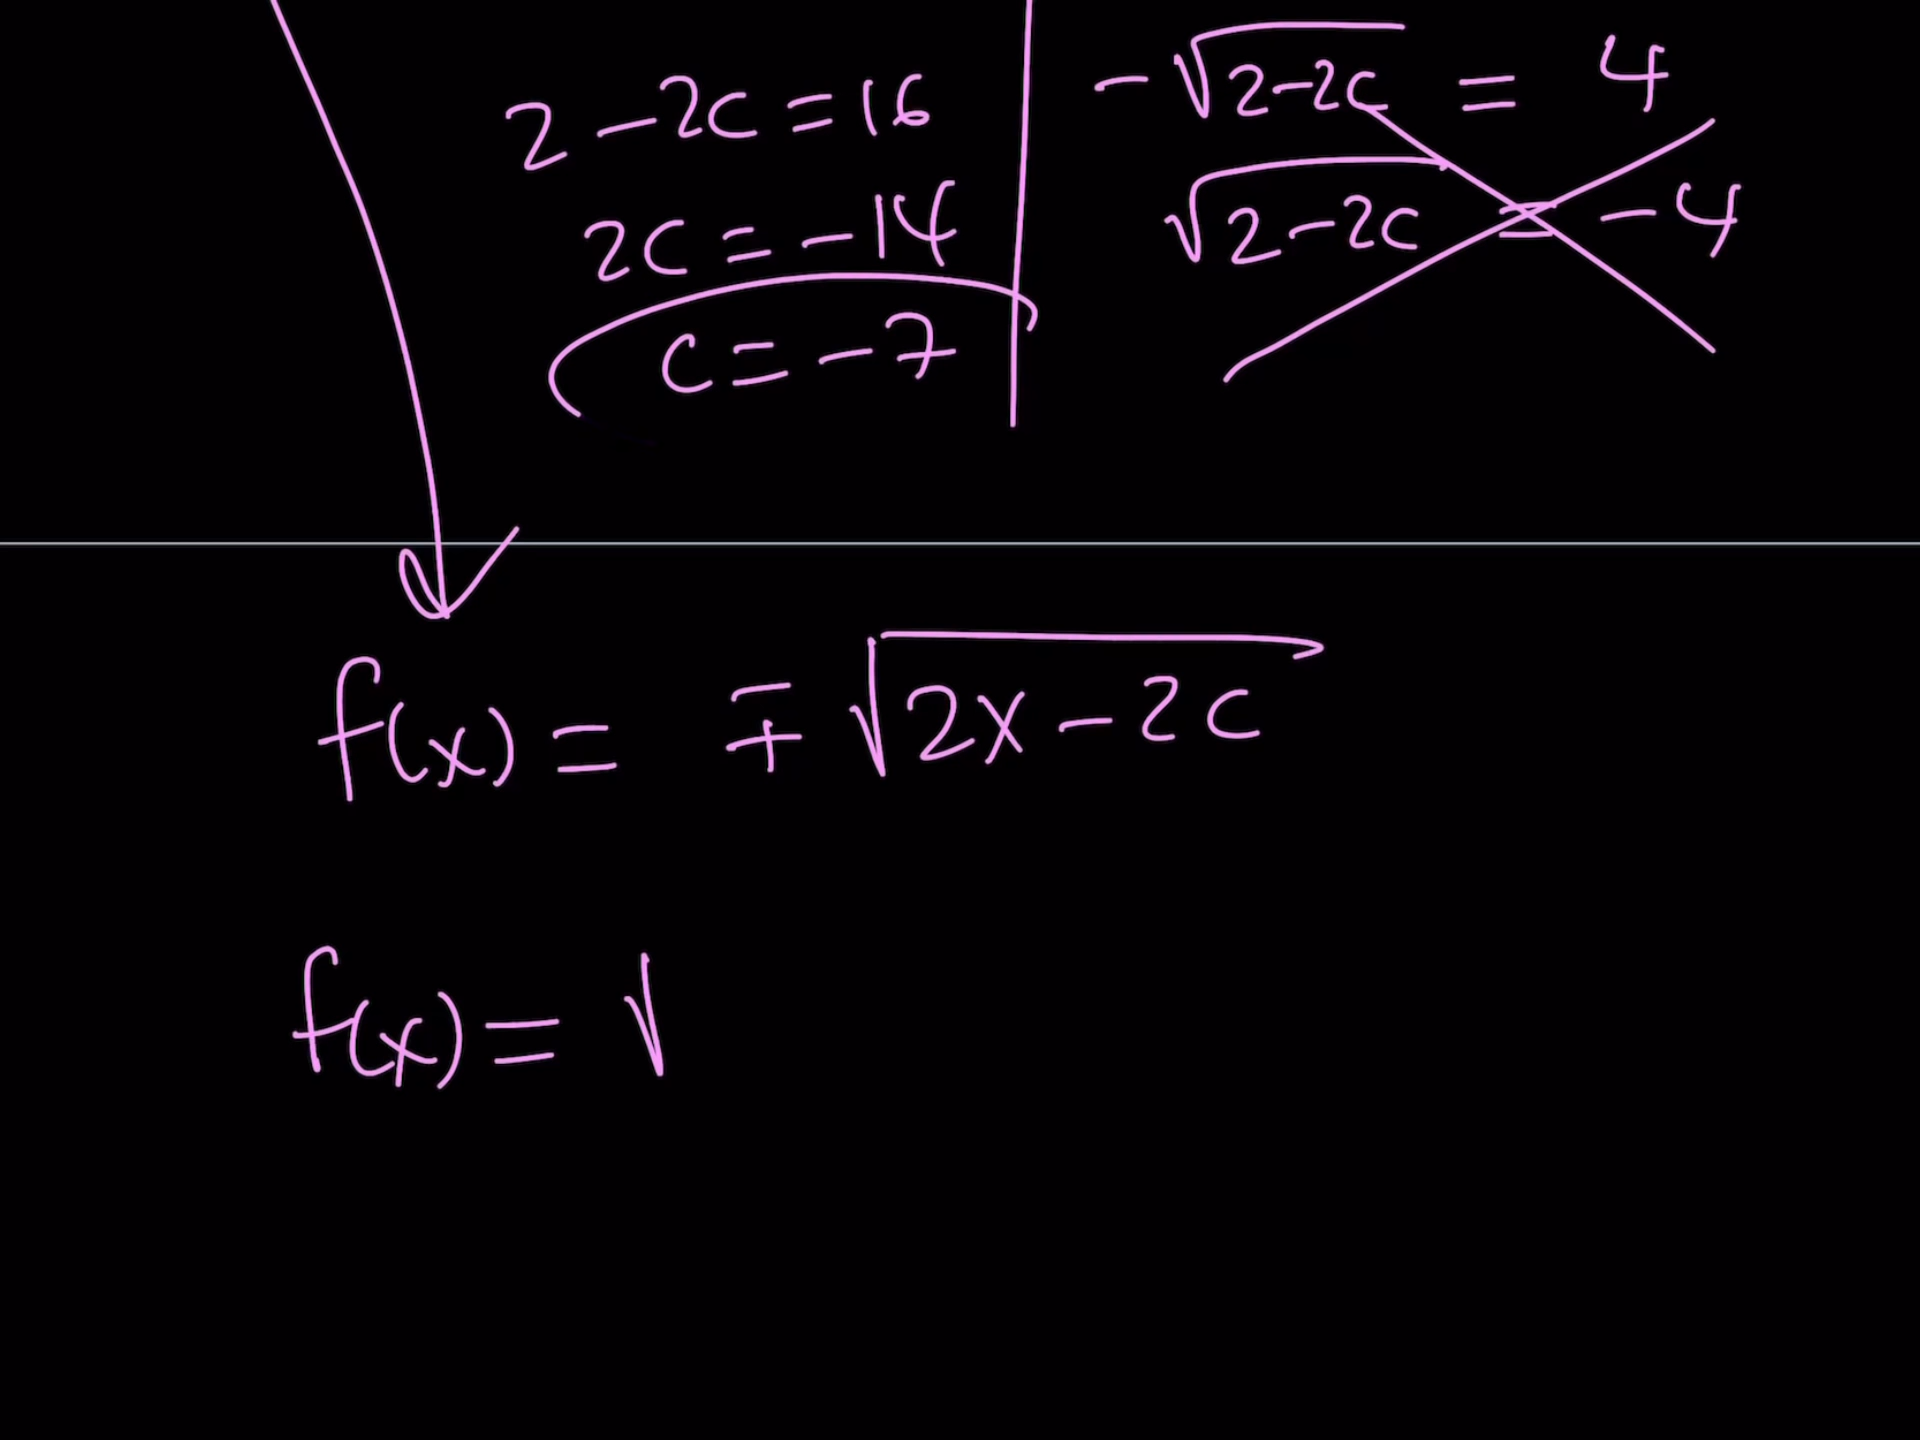 2 - 2c = 16
2c = -14
c = -7
-√2-2c = 4
√2-2c = -4
f(x) = ∓√2x-2c
f(x) = √